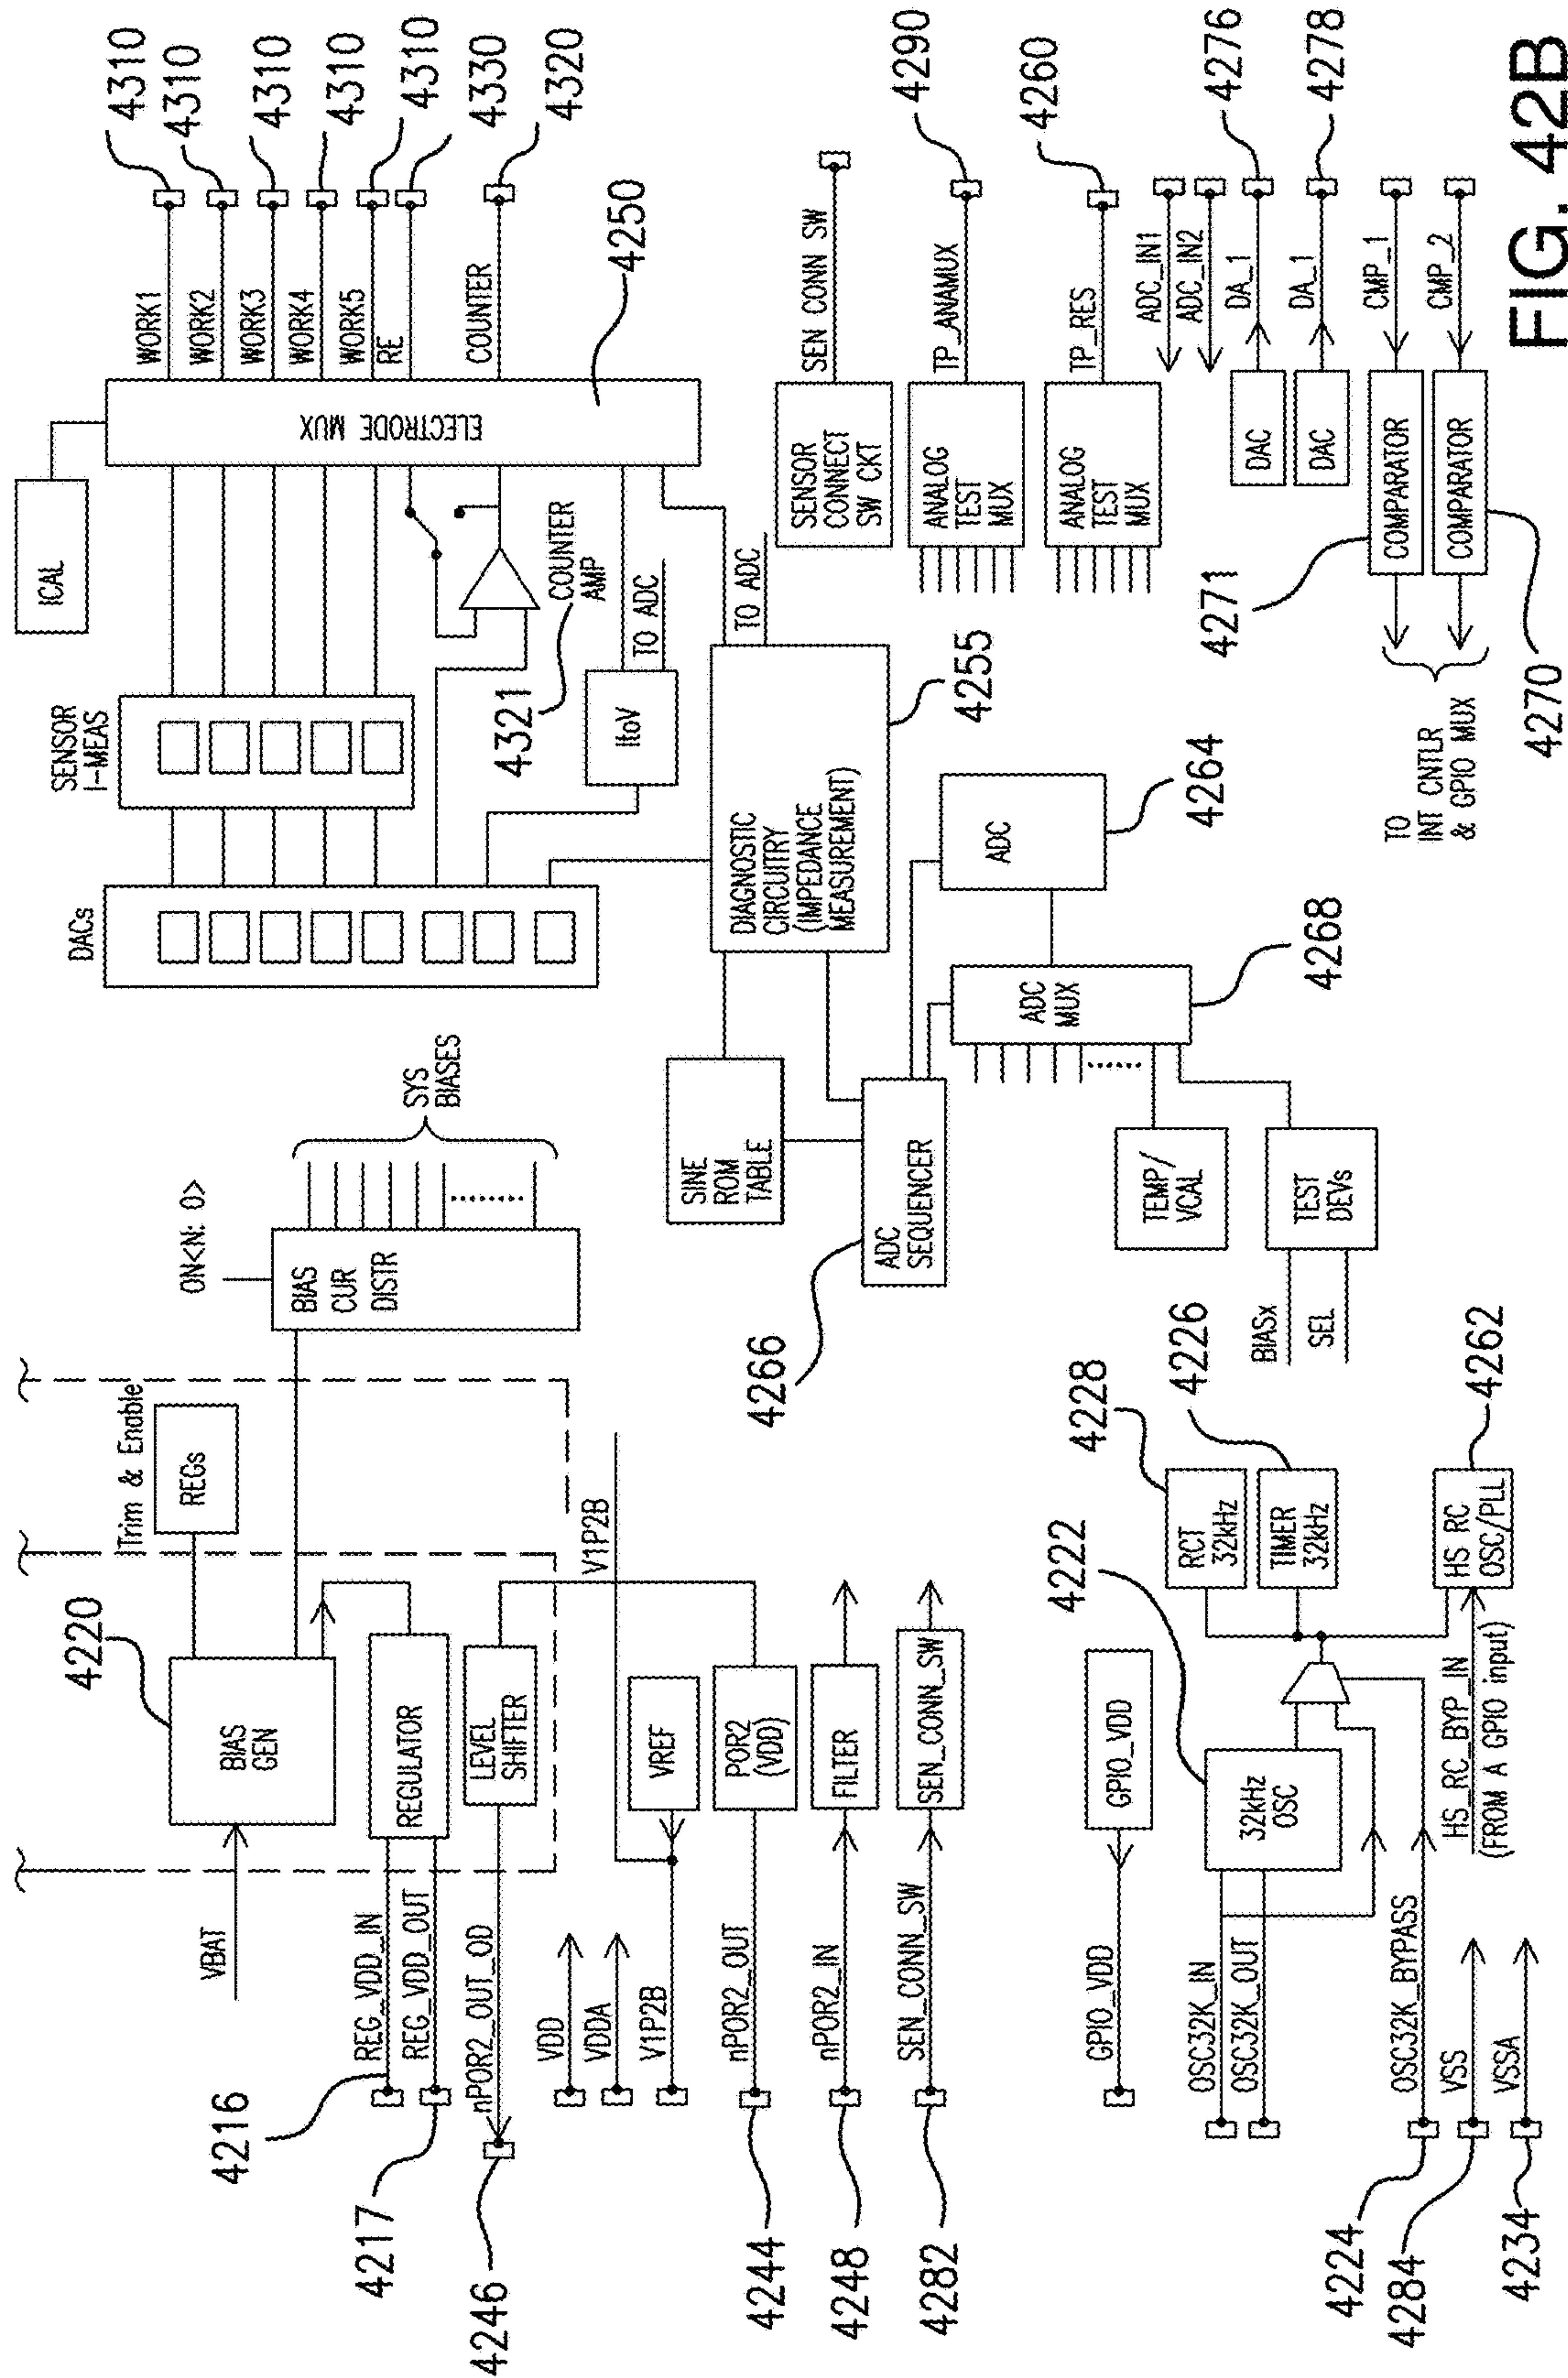 4220
Trim & Enable
REGs
ON<N: 0>
VBAT
BIAS
GEN
BIAS
CUR
DISTR
SYS
BIASES
4216
REG_VDD_IN
REG_VDD_OUT
4217
REGULATOR
nPOR2_OUT_OD
4246
LEVEL
SHIFTER
VDD
VDDA
V1P2B
V1P2B
VREF
nPOR2_OUT
4244
POR2
(VDD)
nPOR2_IN
4248
FILTER
SEN_CONN_SW
4282
SEN_CONN_SW
GPIO_VDD
GPIO_VDD
4222
4228
4226
OSC32K_IN
OSC32K_OUT
32kHz
OSC
RCT
32kHz
TIMER
32kHz
OSC32K_BYPASS
4224
VSS
4284
VSSA
4234
HS_RC_BYP_IN
(FROM A GPIO input)
HS RC
OSC/PLL
4262
ICAL
DACs
SENSOR
I-MEAS
ELECTRODE MUX
WORK1
4310
WORK2
4310
WORK3
4310
WORK4
4310
WORK5
4310
RE
4330
COUNTER
4320
4250
COUNTER
AMP
4321
ItoV
TO ADC
TO ADC
DIAGNOSTIC
CIRCUITRY
(IMPEDANCE
MEASUREMENT)
4255
SINE
ROM
TABLE
ADC
SEQUENCER
4266
ADC
4264
ADC
MUX
4268
TEMP/
VCAL
TEST
DEVs
BIASx
SEL
SENSOR
CONNECT
SW CKT
SEN CONN SW
ANALOG
TEST
MUX
TP_ANAMUX
4290
ANALOG
TEST
MUX
TP_RES
4260
ADC_IN1
ADC_IN2
DAC
DA_1
4276
DAC
DA_1
4278
4271
COMPARATOR
CMP_1
COMPARATOR
CMP_2
4270
TO
INT CNTLR
& GPIO MUX
FIG. 42B